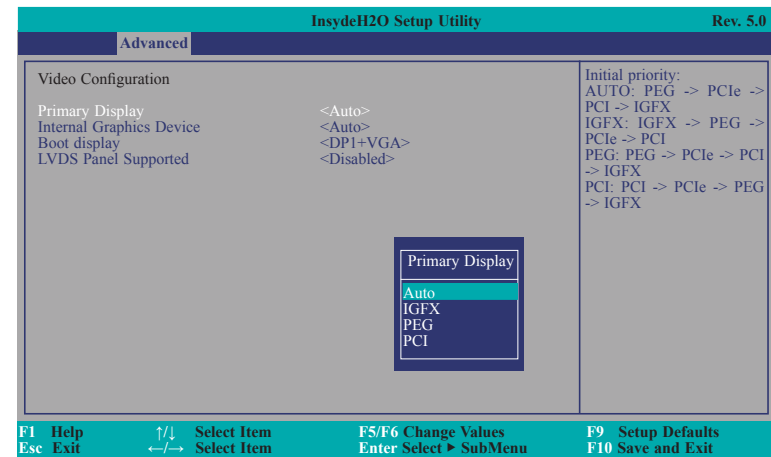 InsydeH2O Setup Utility Rev. 5.0
Advanced
Video Configuration
Primary Display <Auto>
Internal Graphics Device <Auto>
Boot display <DP1+VGA>
LVDS Panel Supported <Disabled>
Initial priority:
AUTO: PEG -> PCIe ->
PCI -> IGFX
IGFX: IGFX -> PEG ->
PCIe -> PCI
PEG: PEG -> PCIe -> PCI
-> IGFX
PCI: PCI -> PCIe -> PEG
-> IGFX
Primary Display
Auto
IGFX
PEG
PCI
F1 Help ↑/↓ Select Item F5/F6 Change Values F9 Setup Defaults
Esc Exit ←/→ Select Item Enter Select ▶ SubMenu F10 Save and Exit